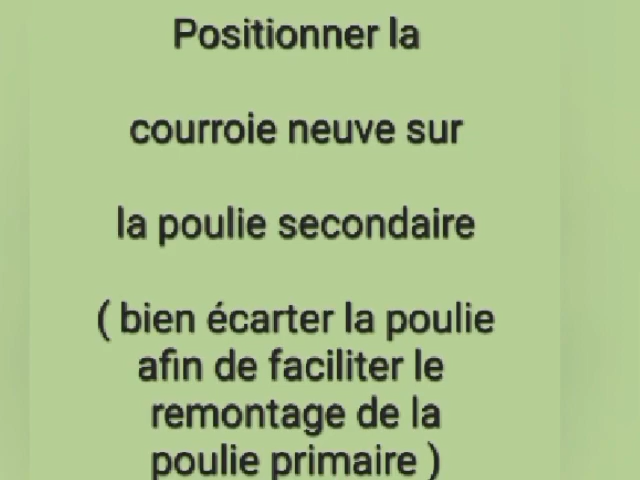 Positionner la
courroie neuve sur
la poulie secondaire
( bien écarter la poulie
afin de faciliter le
remontage de la
poulie primaire )